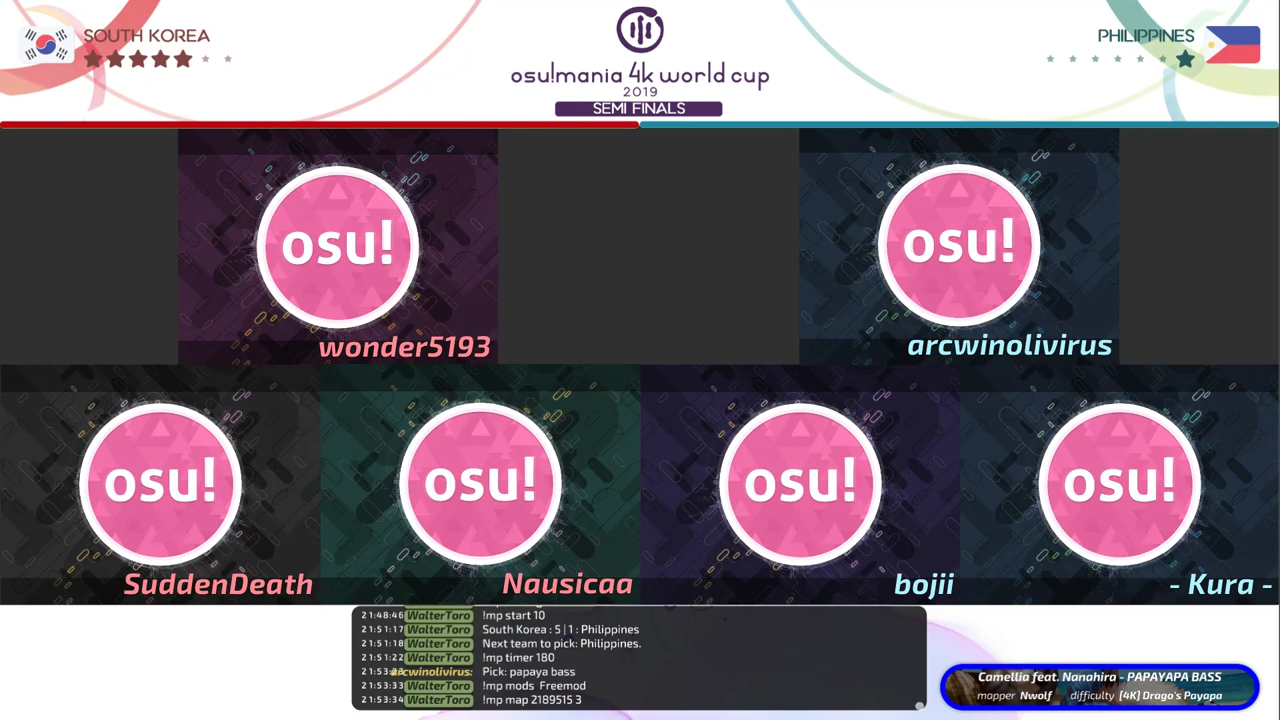 SOUTH KOREA
osu!mania 4k world cup
2019
SEMI FINALS
PHILIPPINES
osu!
wonder5193
osu!
arcwinolivirus
osu!
SuddenDeath
osu!
Nausicaa
osu!
bojii
osu!
- Kura -
21:48:46 WalterToro !mp start 10
21:51:17 WalterToro South Korea : 5 | 1 : Philippines
21:51:18 WalterToro Next team to pick: Philippines.
21:51:22 WalterToro !mp timer 180
21:53: arcwinolivirus: Pick: papaya bass
21:53:33 WalterToro !mp mods Freemod
21:53:34 WalterToro !mp map 2189515 3
Camellia feat. Nanahira - PAPAYAPA BASS
mapper Nwolf difficulty [4K] Drago's Payapa